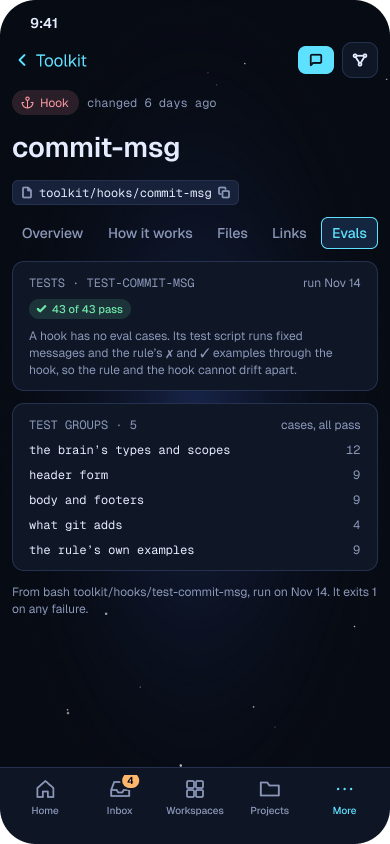 9:41
Toolkit
Hook changed 6 days ago
commit-msg
toolkit/hooks/commit-msg
Overview How it works Files Links Evals
TESTS · TEST-COMMIT-MSG run Nov 14
43 of 43 pass
A hook has no eval cases. Its test script runs fixed
messages and the rule’s ✗ and ✓ examples through the
hook, so the rule and the hook cannot drift apart.
TEST GROUPS · 5 cases, all pass
the brain’s types and scopes 12
header form 9
body and footers 9
what git adds 4
the rule’s own examples 9
From bash toolkit/hooks/test-commit-msg, run on Nov 14. It exits 1
on any failure.
4
Home Inbox Workspaces Projects More